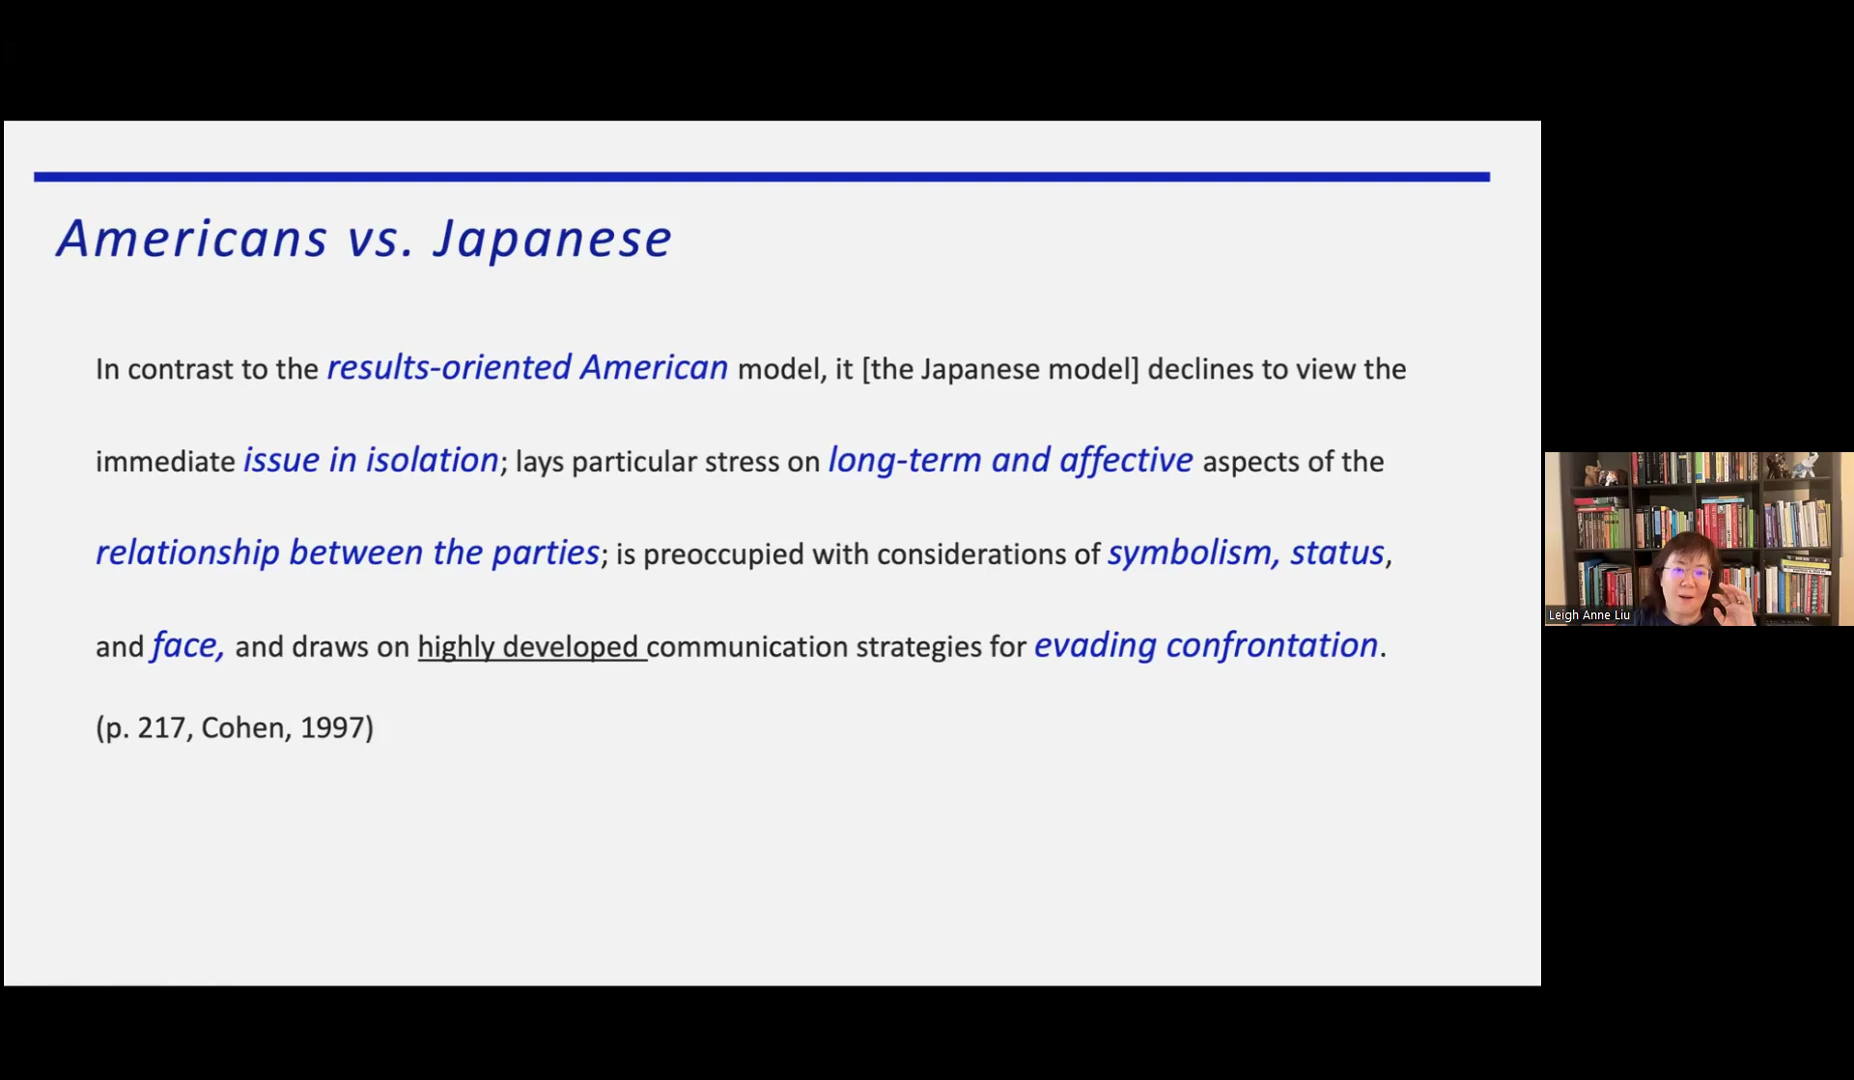 Americans vs. Japanese
In contrast to the results-oriented American model, it [the Japanese model] declines to view the
immediate issue in isolation; lays particular stress on long-term and affective aspects of the
relationship between the parties; is preoccupied with considerations of symbolism, status,
and face, and draws on highly developed communication strategies for evading confrontation.
(p. 217, Cohen, 1997)
Leigh Anne Liu